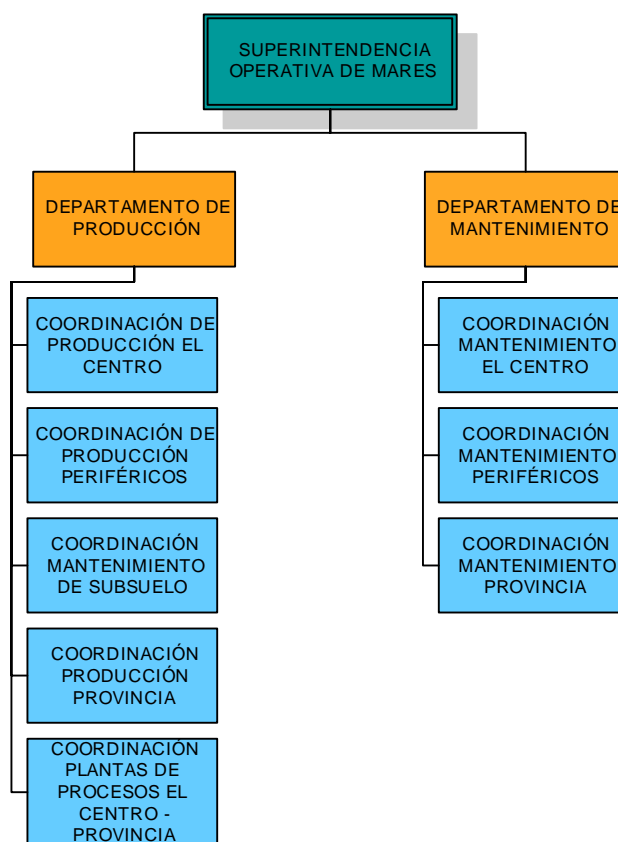 SUPERINTENDENCIA
OPERATIVA DE MARES
DEPARTAMENTO DE
PRODUCCIÓN
DEPARTAMENTO DE
MANTENIMIENTO
COORDINACIÓN DE
PRODUCCIÓN EL
CENTRO
COORDINACIÓN DE
PRODUCCIÓN
PERIFÉRICOS
COORDINACIÓN
MANTENIMIENTO
DE SUBSUELO
COORDINACIÓN
PRODUCCIÓN
PROVINCIA
COORDINACIÓN
PLANTAS DE
PROCESOS EL
CENTRO -
PROVINCIA
COORDINACIÓN
MANTENIMIENTO
EL CENTRO
COORDINACIÓN
MANTENIMIENTO
PERIFÉRICOS
COORDINACIÓN
MANTENIMIENTO
PROVINCIA